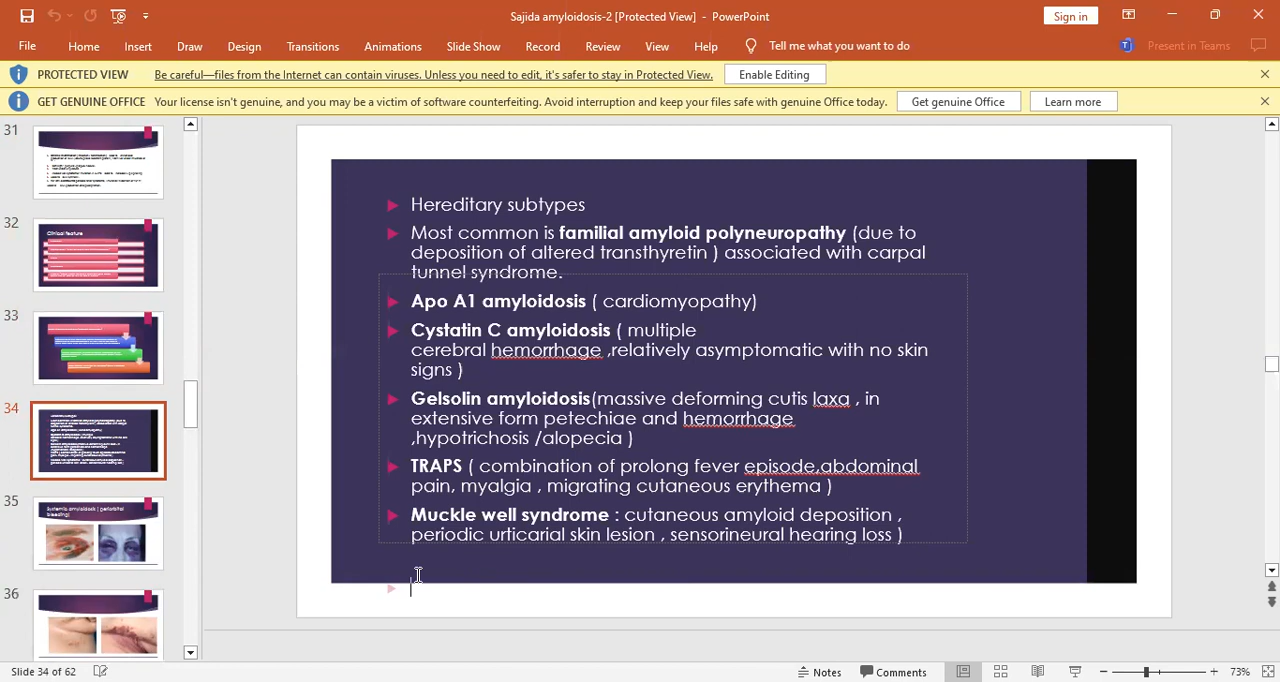 Sajida amyloidosis-2 [Protected View] - PowerPoint
Sign in
File Home Insert Draw Design Transitions Animations Slide Show Record Review View Help Tell me what you want to do Present in Teams
PROTECTED VIEW Be careful—files from the Internet can contain viruses. Unless you need to edit, it's safer to stay in Protected View. Enable Editing
GET GENUINE OFFICE Your license isn't genuine, and you may be a victim of software counterfeiting. Avoid interruption and keep your files safe with genuine Office today. Get genuine Office Learn more
31
32
Clinical feature
33
34
35
Systemic amyloidosis ( periorbital
bleeding)
36
Hereditary subtypes
Most common is familial amyloid polyneuropathy (due to
deposition of altered transthyretin ) associated with carpal
tunnel syndrome.
Apo A1 amyloidosis ( cardiomyopathy)
Cystatin C amyloidosis ( multiple
cerebral hemorrhage ,relatively asymptomatic with no skin
signs )
Gelsolin amyloidosis(massive deforming cutis laxa , in
extensive form petechiae and hemorrhage
,hypotrichosis /alopecia )
TRAPS ( combination of prolong fever episode,abdominal
pain, myalgia , migrating cutaneous erythema )
Muckle well syndrome : cutaneous amyloid deposition ,
periodic urticarial skin lesion , sensorineural hearing loss )
Slide 34 of 62
Notes Comments 73%